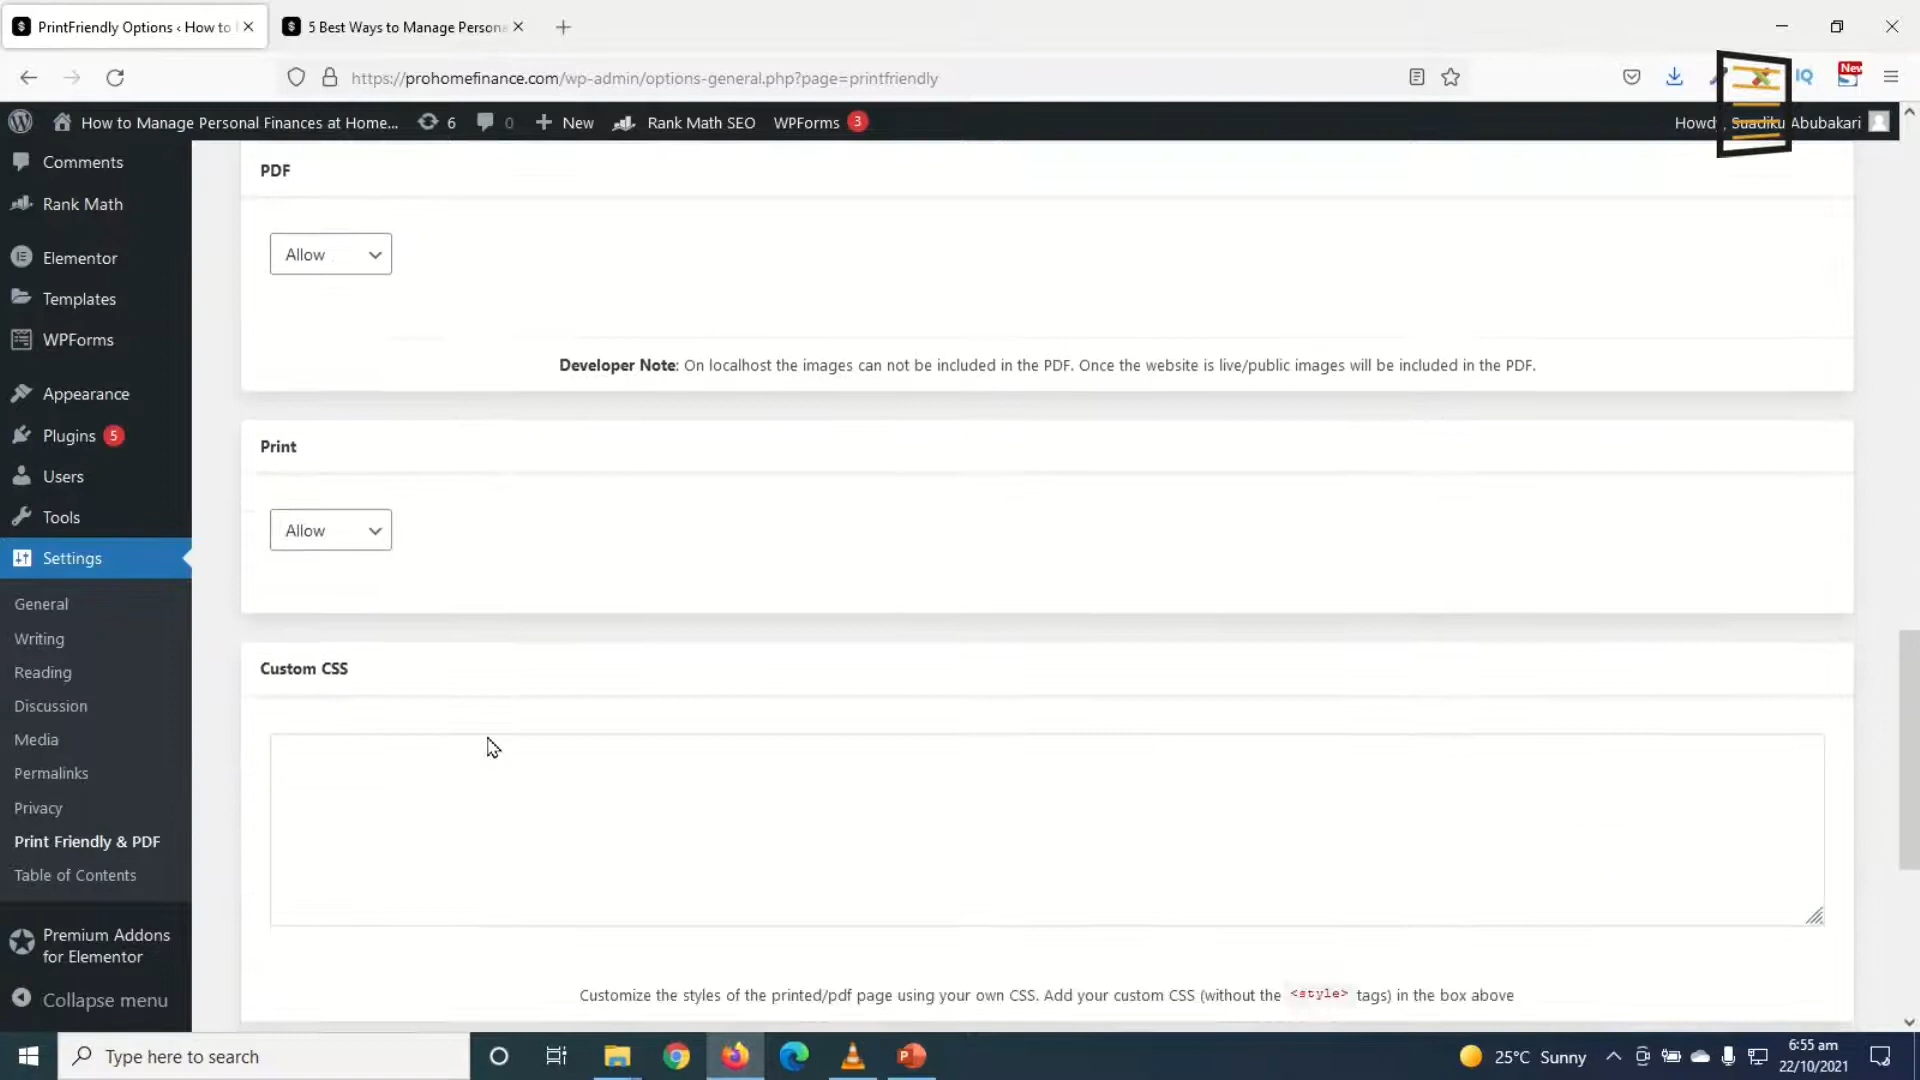 PrintFriendly Options ‹ How to
5 Best Ways to Manage Persona
https://prohomefinance.com/wp-admin/options-general.php?page=printfriendly
IQ
New
How to Manage Personal Finances at Home...
6
0
New
Rank Math SEO
WPForms
3
Howdy, Suadiku Abubakari
Comments
Rank Math
Elementor
Templates
WPForms
Appearance
Plugins 5
Users
Tools
Settings
General
Writing
Reading
Discussion
Media
Permalinks
Privacy
Print Friendly & PDF
Table of Contents
Premium Addons
for Elementor
Collapse menu
PDF
Allow
Developer Note: On localhost the images can not be included in the PDF. Once the website is live/public images will be included in the PDF.
Print
Allow
Custom CSS
Customize the styles of the printed/pdf page using your own CSS. Add your custom CSS (without the <style> tags) in the box above
Type here to search
25°C Sunny
6:55 am
22/10/2021